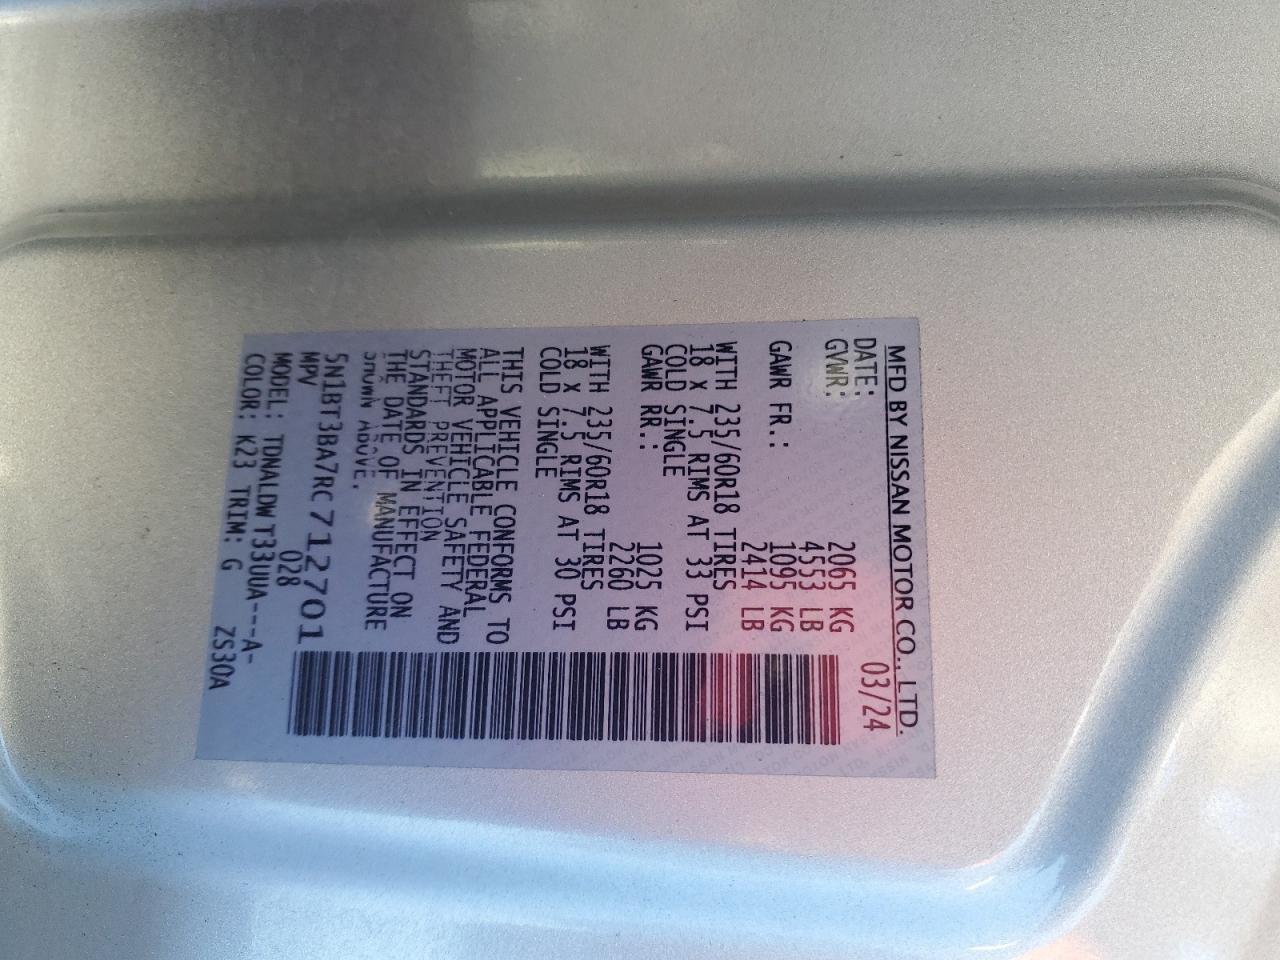 MFD BY NISSAN MOTOR CO., LTD.
DATE: 03/24
GVWR: 2065 KG
4553 LB
GAWR FR.: 1095 KG
2414 LB
WITH 235/60R18 TIRES
18 X 7.5 RIMS AT 33 PSI
COLD SINGLE
GAWR RR.: 1025 KG
2260 LB
WITH 235/60R18 TIRES
18 X 7.5 RIMS AT 30 PSI
COLD SINGLE
THIS VEHICLE CONFORMS TO
ALL APPLICABLE FEDERAL
MOTOR VEHICLE SAFETY AND
THEFT PREVENTION
STANDARDS IN EFFECT ON
THE DATE OF MANUFACTURE
SHOWN ABOVE.
5N1BT3BA7RC712701
MPV 028
MODEL: TDNALDW T33UUA---A-
COLOR: K23 TRIM: G ZS30A